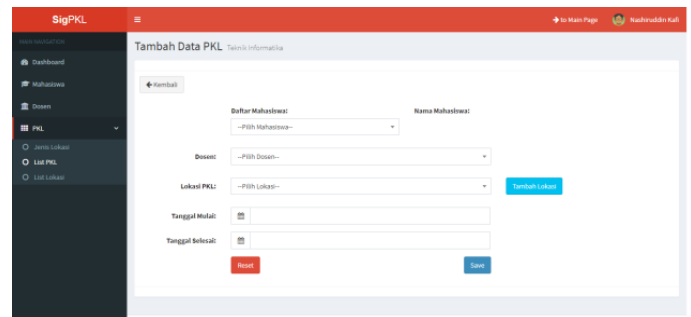 SigPKL
to Main Page
Nashiruddin Kafi
MAIN NAVIGATION
Tambah Data PKL Teknik Informatika
Dashboard
Mahasiswa
Dosen
PKL
Jenis Lokasi
List PKL
List Lokasi
Kembali
Daftar Mahasiswa:
Nama Mahasiswa:
--Pilih Mahasiswa--
Dosen:
--Pilih Dosen--
Lokasi PKL:
--Pilih Lokasi--
Tambah Lokasi
Tanggal Mulai:
Tanggal Selesai:
Reset
Save